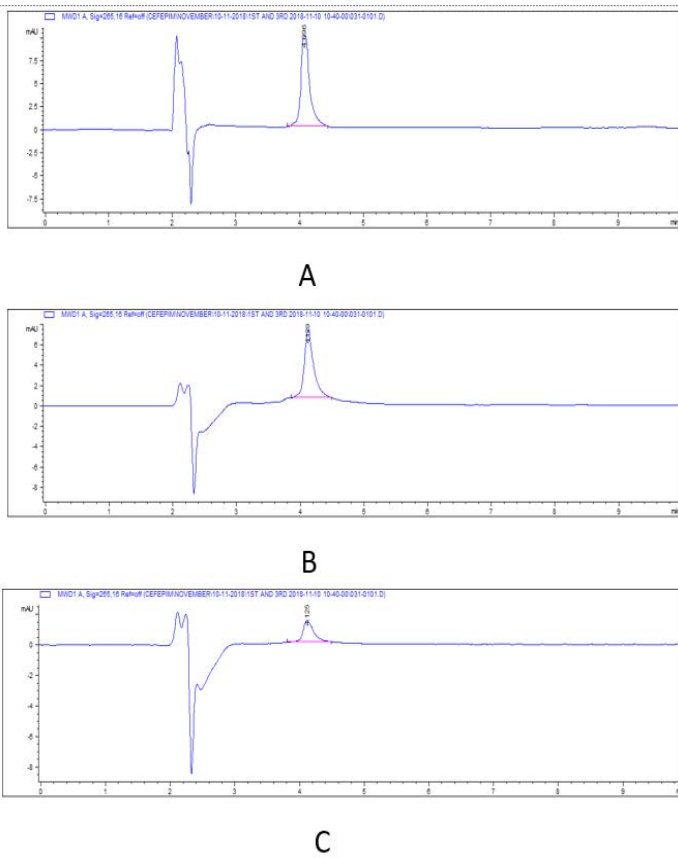 MWD1 A, Sig=265,16 Ref=off (CEFEPIM\NOVEMBER\10-11-2018\1ST AND 3RD 2018-11-10 10-40-00\031-0101.D)
mAU
7.5
5
2.5
0
-2.5
-5
-7.5
0 1 2 3 4 5 6 7 8 9
A
MWD1 A, Sig=265,16 Ref=off (CEFEPIM\NOVEMBER\10-11-2018\1ST AND 3RD 2018-11-10 10-40-00\031-0101.D)
mAU
6
4
2
0
-2
-4
-6
-8
0 1 2 3 4 5 6 7 8 9
B
MWD1 A, Sig=265,16 Ref=off (CEFEPIM\NOVEMBER\10-11-2018\1ST AND 3RD 2018-11-10 10-40-00\031-0101.D)
mAU
0
-2
-4
-6
-8
0 1 2 3 4 5 6 7 8 9
C